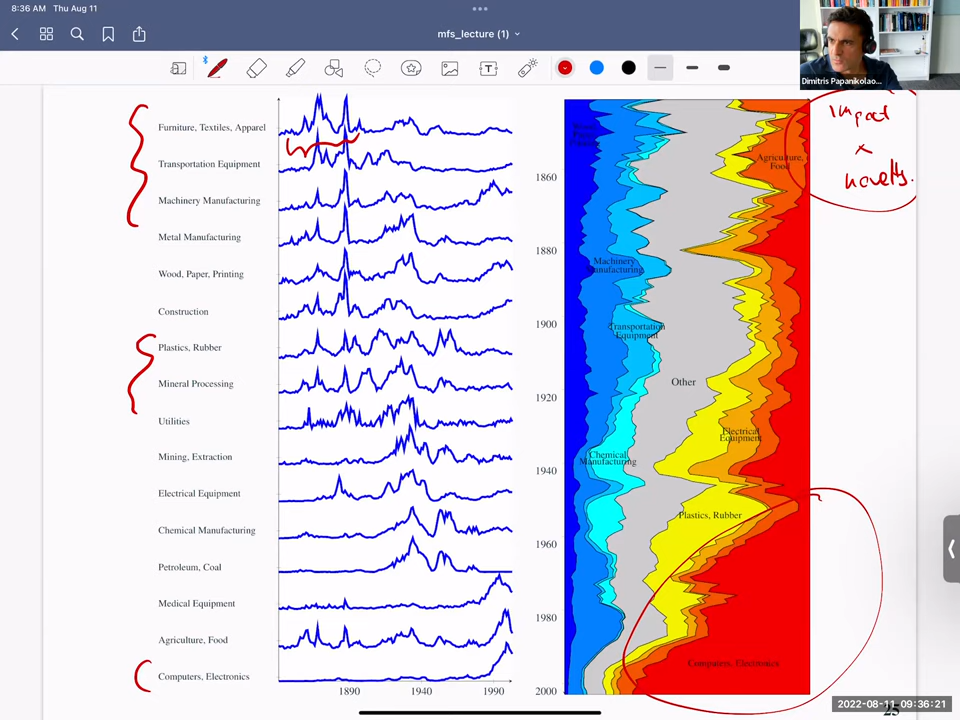 8:36 AM Thu Aug 11
mfs_lecture (1)
Dimitris Papanikolao...
Furniture, Textiles, Apparel
Transportation Equipment
Machinery Manufacturing
Metal Manufacturing
Wood, Paper, Printing
Construction
Plastics, Rubber
Mineral Processing
Utilities
Mining, Extraction
Electrical Equipment
Chemical Manufacturing
Petroleum, Coal
Medical Equipment
Agriculture, Food
Computers, Electronics
1890
1940
1990
1860
1880
1900
1920
1940
1960
1980
2000
Agriculture,
Food
Machinery
Manufacturing
Transportation
Equipment
Other
Electrical
Equipment
Chemical
Manufacturing
Plastics, Rubber
Computers, Electronics
impact
×
novelty.
2022-08-11 09:36:21
25